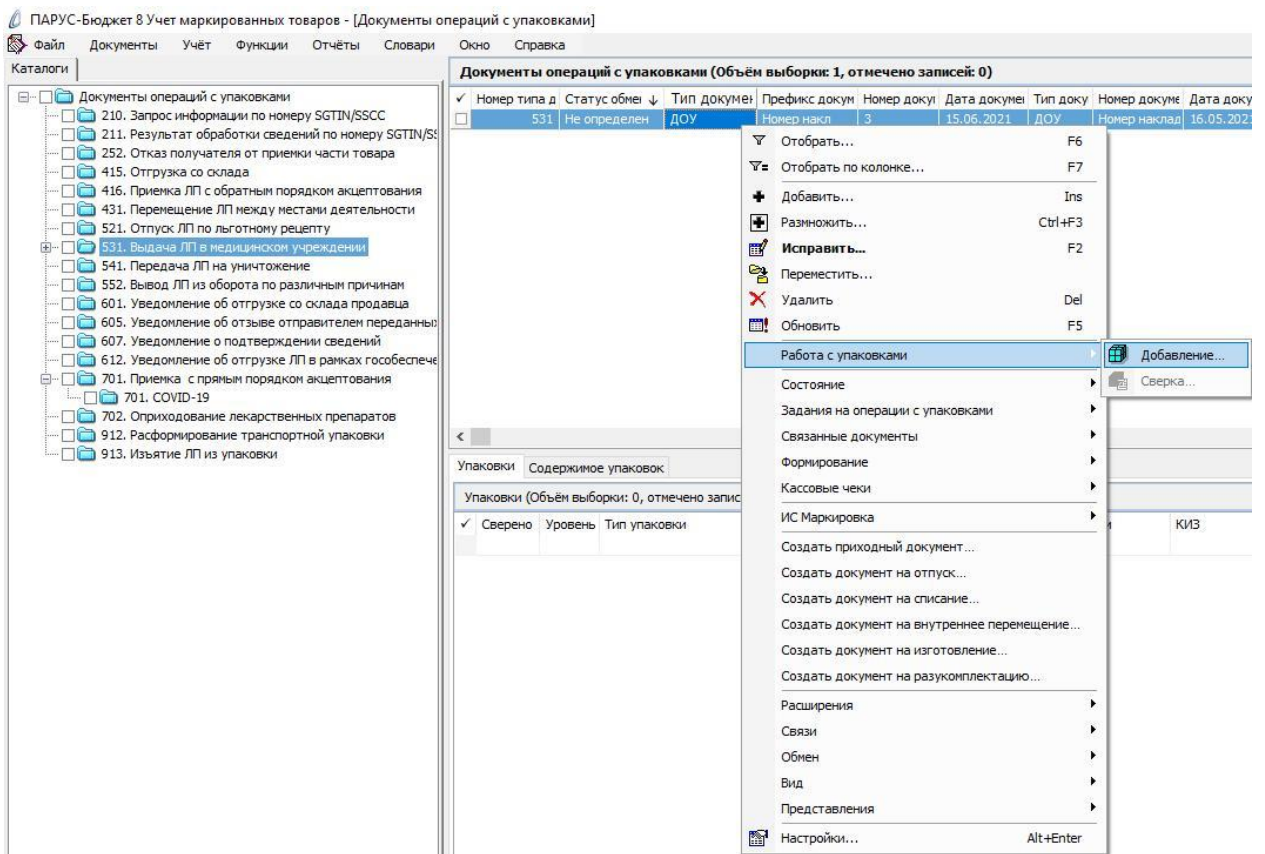 ПАРУС-Бюджет 8 Учет маркированных товаров - [Документы операций с упаковками]
Файл Документы Учёт Функции Отчёты Словари Окно Справка
Каталоги
Документы операций с упаковками
210. Запрос информации по номеру SGTIN/SSCC
211. Результат обработки сведений по номеру SGTIN/SS
252. Отказ получателя от приемки части товара
415. Отгрузка со склада
416. Приемка ЛП с обратным порядком акцептования
431. Перемещение ЛП между местами деятельности
521. Отпуск ЛП по льготному рецепту
531. Выдача ЛП в медицинском учреждении
541. Передача ЛП на уничтожение
552. Вывод ЛП из оборота по различным причинам
601. Уведомление об отгрузке со склада продавца
605. Уведомление об отзыве отправителем переданных
607. Уведомление о подтверждении сведений
612. Уведомление об отгрузке ЛП в рамках гособеспече
701. Приемка с прямым порядком акцептования
701. COVID-19
702. Оприходование лекарственных препаратов
912. Расформирование транспортной упаковки
913. Изъятие ЛП из упаковки
Документы операций с упаковками (Объём выборки: 1, отмечено записей: 0)
✓ Номер типа д Статус обмен ↓ Тип докумен Префикс докум Номер докум Дата докумен Тип доку Номер докуме Дата доку
531 Не определен ДОУ Номер накл 3 15.06.2021 ДОУ Номер наклад 16.05.2021
Отобрать... F6
Отобрать по колонке... F7
Добавить... Ins
Размножить... Ctrl+F3
Исправить... F2
Переместить...
Удалить Del
Обновить F5
Работа с упаковками
Добавление...
Сверка...
Состояние
Задания на операции с упаковками
Связанные документы
Формирование
Кассовые чеки
ИС Маркировка
Создать приходный документ...
Создать документ на отпуск...
Создать документ на списание...
Создать документ на внутреннее перемещение...
Создать документ на изготовление...
Создать документ на разукомплектацию...
Расширения
Связи
Обмен
Вид
Представления
Настройки... Alt+Enter
Упаковки Содержимое упаковок
Упаковки (Объём выборки: 0, отмечено запис
✓ Сверено Уровень Тип упаковки КИЗ